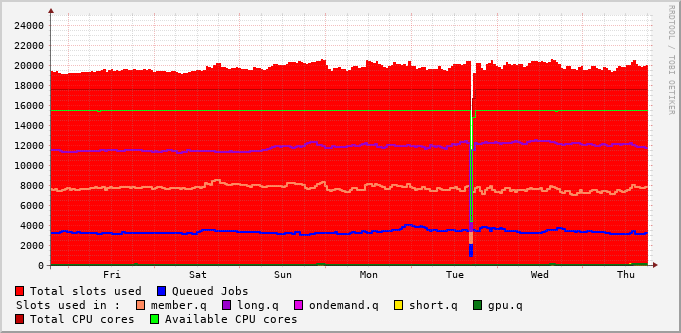 24000
22000
20000
18000
16000
14000
12000
10000
8000
6000
4000
2000
0
Fri Sat Sun Mon Tue Wed Thu
RRDTOOL / TOBI OETIKER
Total slots used Queued Jobs
Slots used in : member.q long.q ondemand.q short.q gpu.q
Total CPU cores Available CPU cores